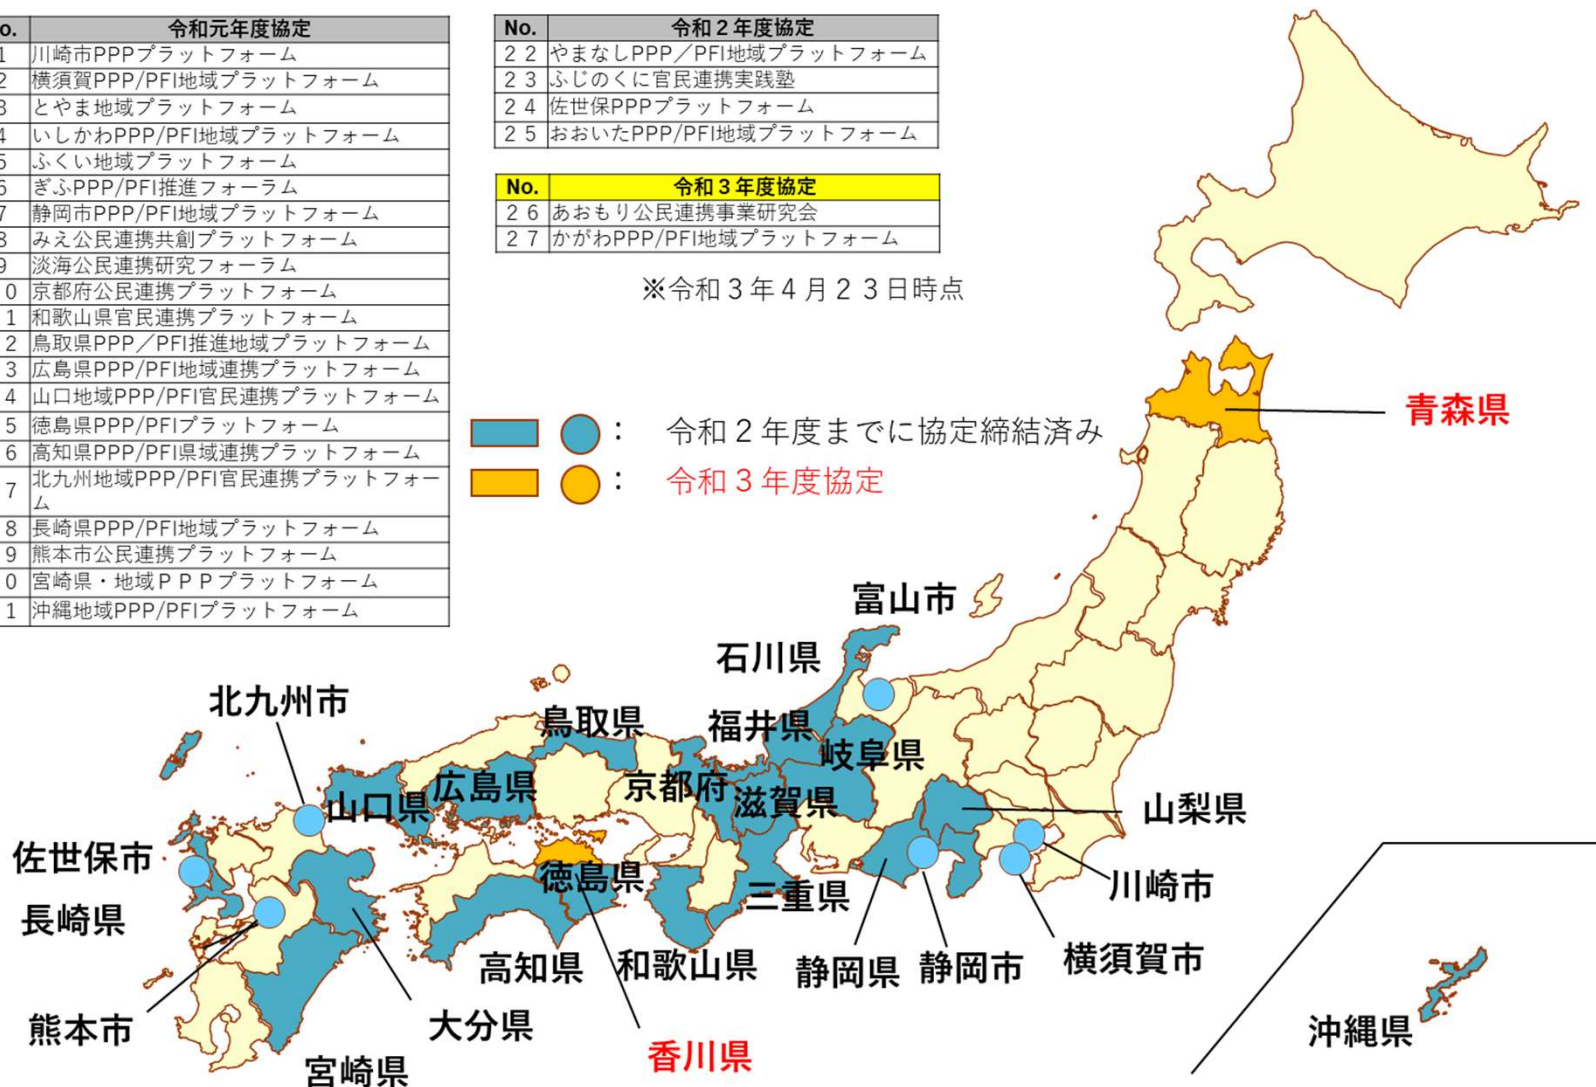 o. 令和元年度協定
1 川崎市PPPプラットフォーム
2 横須賀PPP/PFI地域プラットフォーム
3 とやま地域プラットフォーム
4 いしかわPPP/PFI地域プラットフォーム
5 ふくい地域プラットフォーム
6 ぎふPPP/PFI推進フォーラム
7 静岡市PPP/PFI地域プラットフォーム
8 みえ公民連携共創プラットフォーム
9 淡海公民連携研究フォーラム
0 京都府公民連携プラットフォーム
1 和歌山県官民連携プラットフォーム
2 鳥取県PPP／PFI推進地域プラットフォーム
3 広島県PPP/PFI地域連携プラットフォーム
4 山口地域PPP/PFI官民連携プラットフォーム
5 徳島県PPP/PFIプラットフォーム
6 高知県PPP/PFI県域連携プラットフォーム
7 北九州地域PPP/PFI官民連携プラットフォー
ム
8 長崎県PPP/PFI地域プラットフォーム
9 熊本市公民連携プラットフォーム
0 宮崎県・地域ＰＰＰプラットフォーム
1 沖縄地域PPP/PFIプラットフォーム
No. 令和２年度協定
２２ やまなしPPP／PFI地域プラットフォーム
２３ ふじのくに官民連携実践塾
２４ 佐世保PPPプラットフォーム
２５ おおいたPPP/PFI地域プラットフォーム
No. 令和３年度協定
２６ あおもり公民連携事業研究会
２７ かがわPPP/PFI地域プラットフォーム
※令和３年４月２３日時点
： 令和２年度までに協定締結済み
： 令和３年度協定
青森県
富山市
石川県
北九州市
鳥取県
福井県
岐阜県
京都府
広島県
山口県
滋賀県
山梨県
佐世保市
徳島県
三重県
川崎市
長崎県
高知県
和歌山県
静岡県
静岡市
横須賀市
熊本市
大分県
宮崎県
香川県
沖縄県